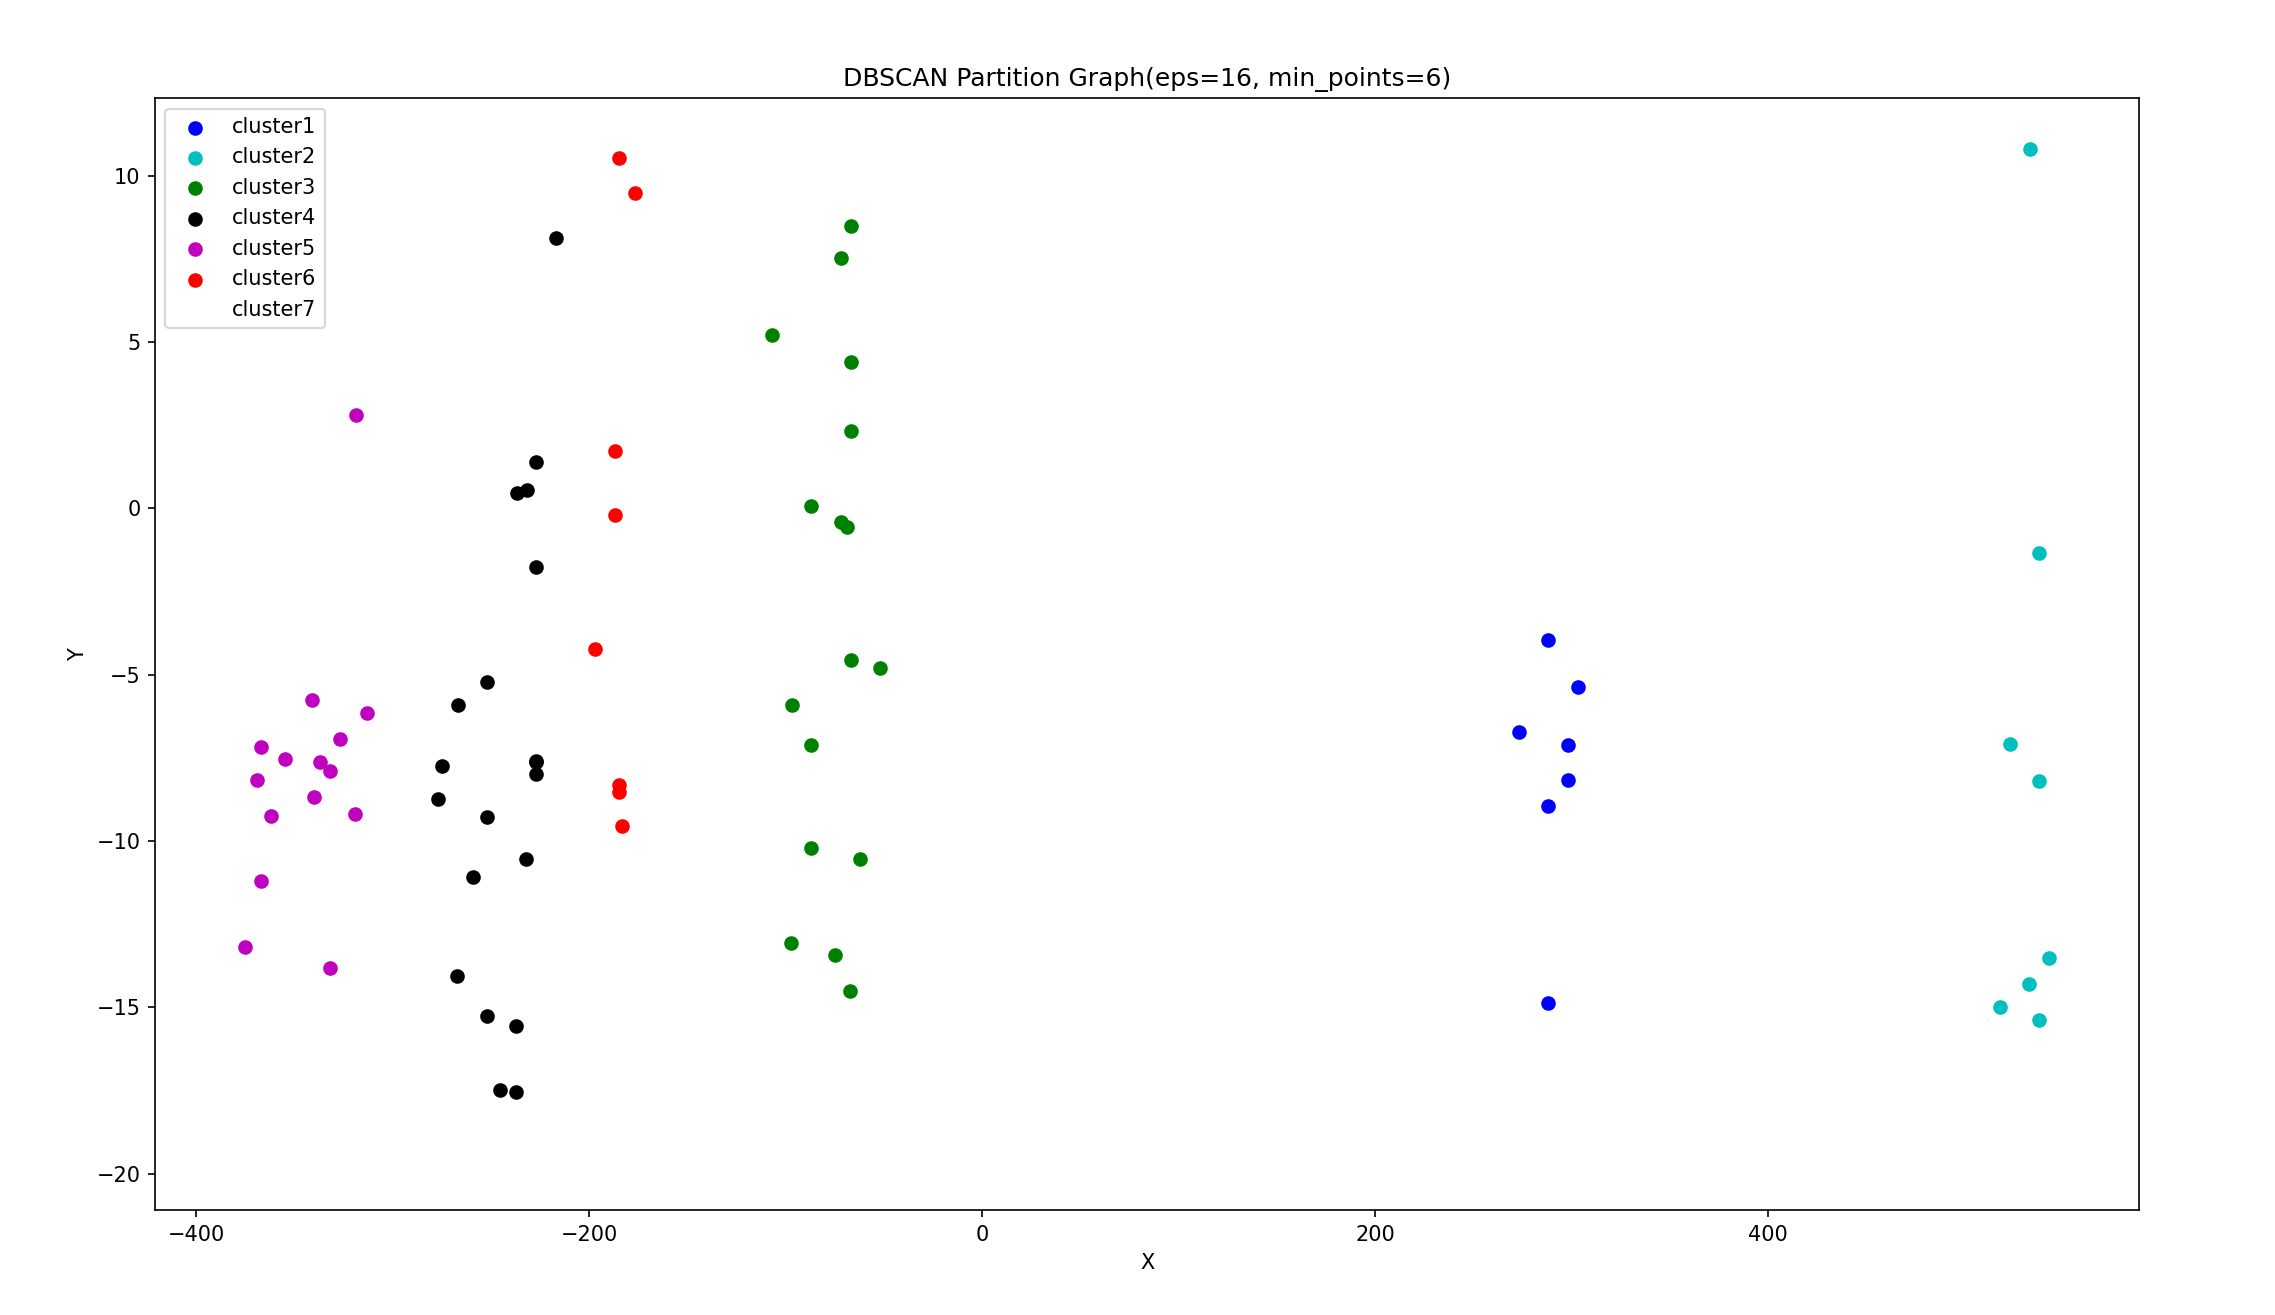 DBSCAN Partition Graph(eps=16, min_points=6)
cluster1
cluster2
cluster3
cluster4
cluster5
cluster6
cluster7
10
5
0
−5
−10
−15
−20
Y
−400
−200
0
200
400
X